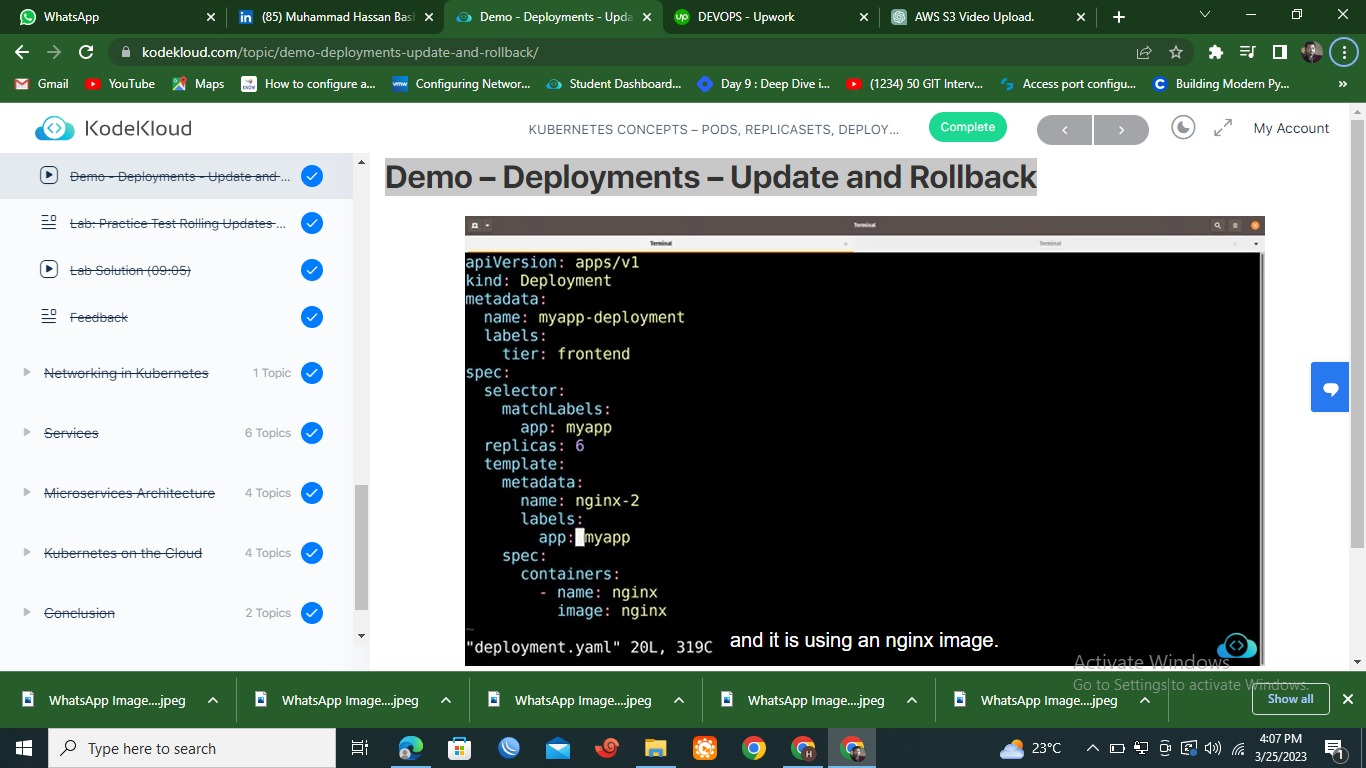 WhatsApp
(85) Muhammad Hassan Bas
Demo - Deployments - Upda
DEVOPS - Upwork
AWS S3 Video Upload.
kodekloud.com/topic/demo-deployments-update-and-rollback/
Gmail
YouTube
Maps
How to configure a...
Configuring Networ...
Student Dashboard...
Day 9 : Deep Dive i...
(1234) 50 GIT Interv...
Access port configu...
Building Modern Py...
»
KodeKloud
KUBERNETES CONCEPTS – PODS, REPLICASETS, DEPLOY...
Complete
My Account
Demo - Deployments - Update and ...
Lab: Practice Test Rolling Updates ...
Lab Solution (09:05)
Feedback
Networking in Kubernetes 1 Topic
Services 6 Topics
Microservices Architecture 4 Topics
Kubernetes on the Cloud 4 Topics
Conclusion 2 Topics
Demo – Deployments – Update and Rollback
Terminal
Terminal Terminal
apiVersion: apps/v1
kind: Deployment
metadata:
name: myapp-deployment
labels:
tier: frontend
spec:
selector:
matchLabels:
app: myapp
replicas: 6
template:
metadata:
name: nginx-2
labels:
app: myapp
spec:
containers:
- name: nginx
image: nginx
~
"deployment.yaml" 20L, 319C
and it is using an nginx image.
Activate Windows
Go to Settings to activate Windows.
WhatsApp Image....jpeg
WhatsApp Image....jpeg
WhatsApp Image....jpeg
WhatsApp Image....jpeg
WhatsApp Image....jpeg
Show all
Type here to search
23°C
4:07 PM
3/25/2023
1